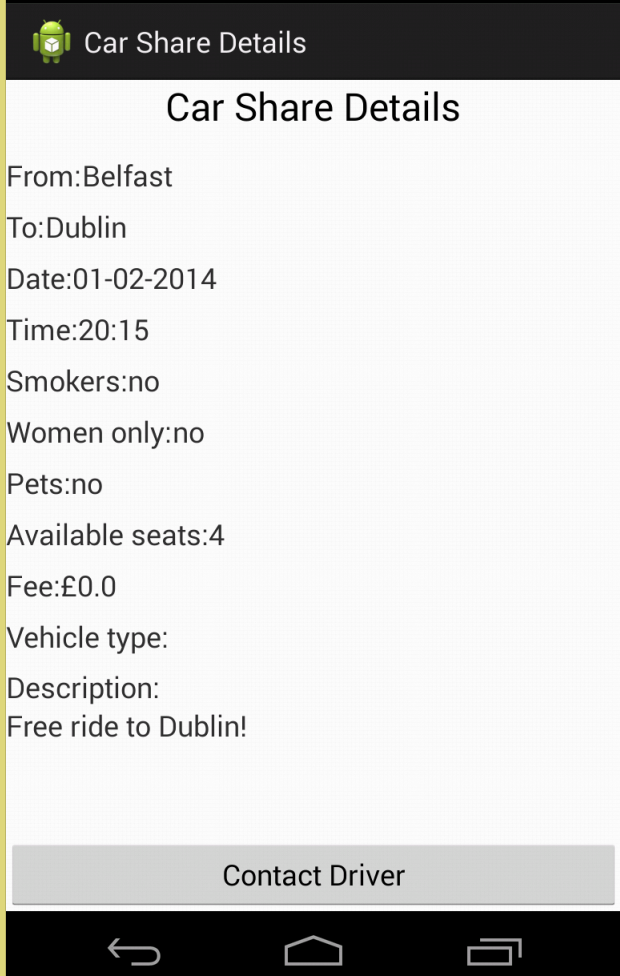 Car Share Details
Car Share Details
From:Belfast
To:Dublin
Date:01-02-2014
Time:20:15
Smokers:no
Women only:no
Pets:no
Available seats:4
Fee:£0.0
Vehicle type:
Description:
Free ride to Dublin!
Contact Driver